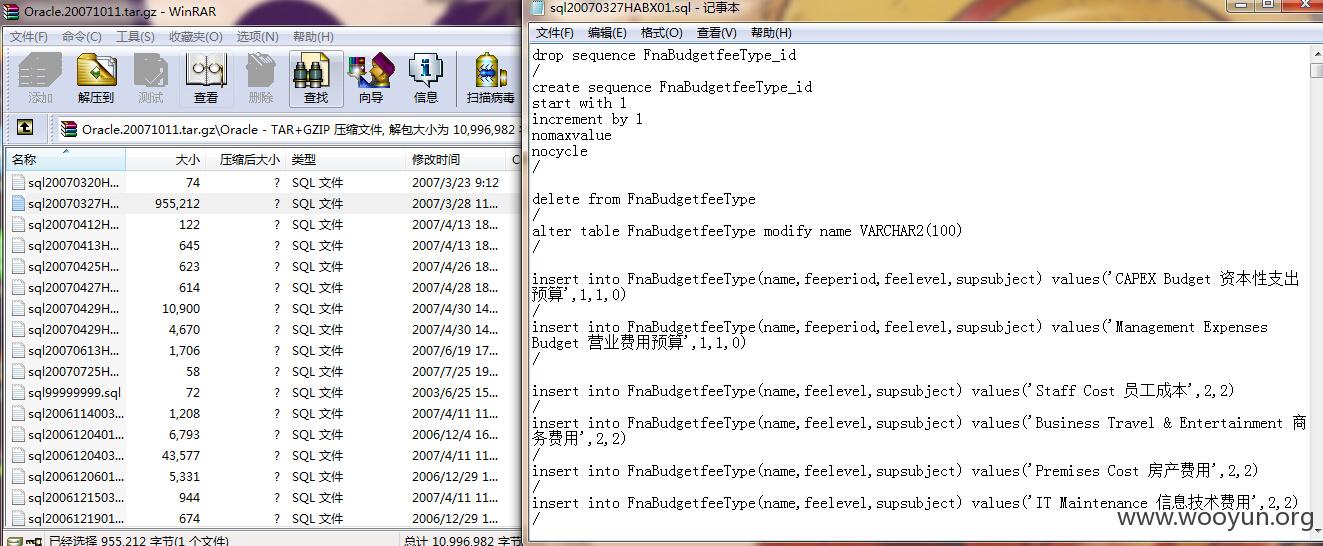 Oracle.20071011.tar.gz - WinRAR
文件(F) 命令(C) 工具(S) 收藏夹(O) 选项(N) 帮助(H)
添加 解压到 测试 查看 删除 查找 向导 信息 扫描病毒
Oracle.20071011.tar.gz\Oracle - TAR+GZIP 压缩文件, 解包大小为 10,996,982
名称 大小 压缩后大小 类型 修改时间 C
sql20070320H... 74 ? SQL 文件 2007/3/23 9:12
sql20070327H... 955,212 ? SQL 文件 2007/3/28 11...
sql20070412H... 122 ? SQL 文件 2007/4/13 18...
sql20070413H... 645 ? SQL 文件 2007/4/13 18...
sql20070425H... 623 ? SQL 文件 2007/4/26 18...
sql20070427H... 614 ? SQL 文件 2007/4/28 18...
sql20070429H... 10,900 ? SQL 文件 2007/4/30 14...
sql20070429H... 4,670 ? SQL 文件 2007/4/30 14...
sql20070613H... 1,706 ? SQL 文件 2007/6/19 17...
sql20070725H... 58 ? SQL 文件 2007/7/25 19...
sql99999999.sql 72 ? SQL 文件 2003/6/25 15...
sql2006114003... 1,208 ? SQL 文件 2007/4/11 11...
sql2006120401... 6,793 ? SQL 文件 2006/12/4 16...
sql2006120403... 43,577 ? SQL 文件 2007/4/11 11...
sql2006120601... 5,331 ? SQL 文件 2006/12/29 1...
sql2006121503... 944 ? SQL 文件 2007/4/11 11...
sql2006121901... 674 ? SQL 文件 2006/12/29 1...
已经选择 955,212 字节(1 个文件) 总计 10,996,982 字节
sql20070327HABX01.sql - 记事本
文件(F) 编辑(E) 格式(O) 查看(V) 帮助(H)
drop sequence FnaBudgetfeeType_id
/
create sequence FnaBudgetfeeType_id
start with 1
increment by 1
nomaxvalue
nocycle
/
delete from FnaBudgetfeeType
/
alter table FnaBudgetfeeType modify name VARCHAR2(100)
/
insert into FnaBudgetfeeType(name,feeperiod,feelevel,supsubject) values('CAPEX Budget 资本性支出
预算',1,1,0)
/
insert into FnaBudgetfeeType(name,feeperiod,feelevel,supsubject) values('Management Expenses
Budget 营业费用预算',1,1,0)
/
insert into FnaBudgetfeeType(name,feelevel,supsubject) values('Staff Cost 员工成本',2,2)
/
insert into FnaBudgetfeeType(name,feelevel,supsubject) values('Business Travel & Entertainment 商
务费用',2,2)
/
insert into FnaBudgetfeeType(name,feelevel,supsubject) values('Premises Cost 房产费用',2,2)
/
insert into FnaBudgetfeeType(name,feelevel,supsubject) values('IT Maintenance 信息技术费用',2,2)
/
www.wooyun.org